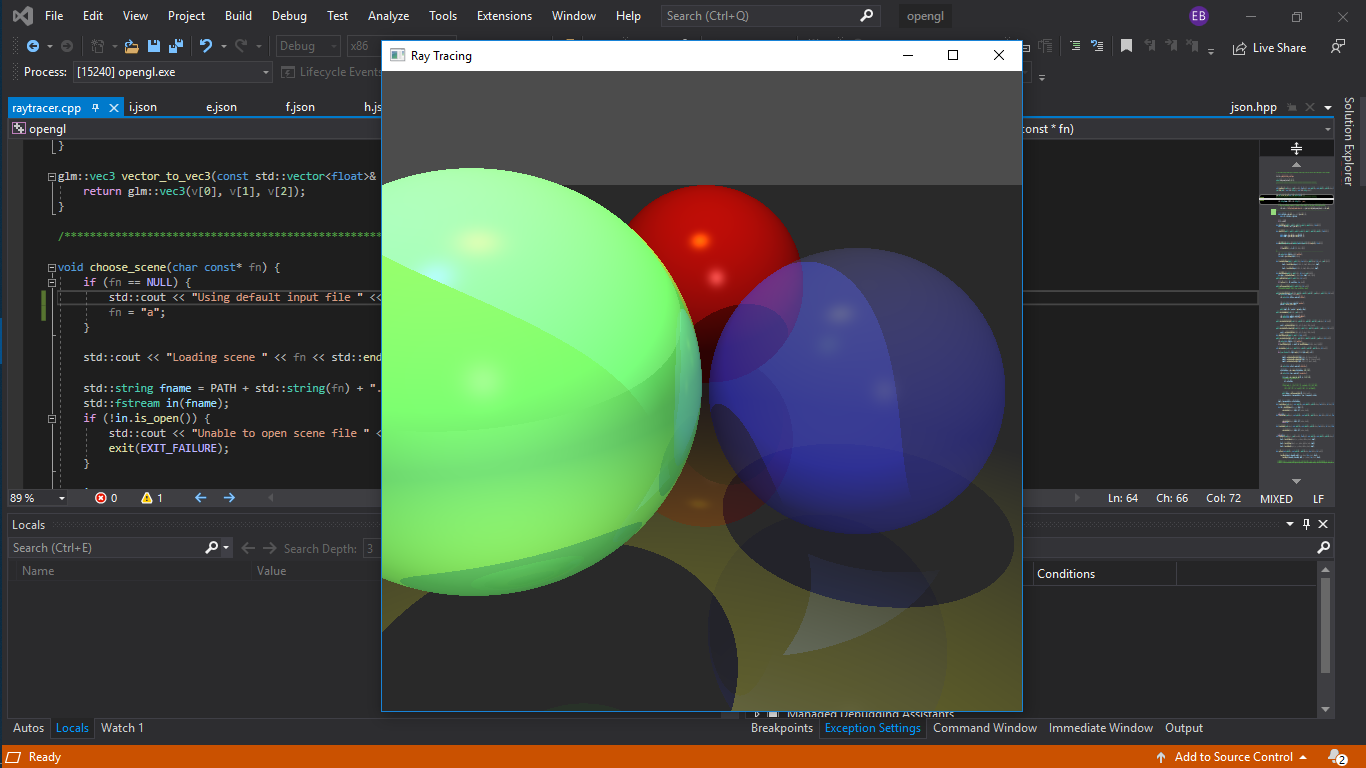 File Edit View Project Build Debug Test Analyze Tools Extensions Window Help Search (Ctrl+Q) opengl EB
Debug x86
Live Share
Process: [15240] opengl.exe Lifecycle Events
Ray Tracing
raytracer.cpp i.json e.json f.json h.js json.hpp
opengl const * fn)
Solution Explorer
}
glm::vec3 vector_to_vec3(const std::vector<float>&
return glm::vec3(v[0], v[1], v[2]);
}
void choose_scene(char const* fn) {
if (fn == NULL) {
std::cout << "Using default input file " <<
fn = "a";
}
std::cout << "Loading scene " << fn << std::end
std::string fname = PATH + std::string(fn) + ".
std::fstream in(fname);
if (!in.is_open()) {
std::cout << "Unable to open scene file " <
exit(EXIT_FAILURE);
}
89 % 0 1 Ln: 64 Ch: 66 Col: 72 MIXED LF
Locals
Search (Ctrl+E) Search Depth: 3
Name Value Conditions
Managed Debugging Assistants
Autos Locals Watch 1 Breakpoints Exception Settings Command Window Immediate Window Output
Ready Add to Source Control 2